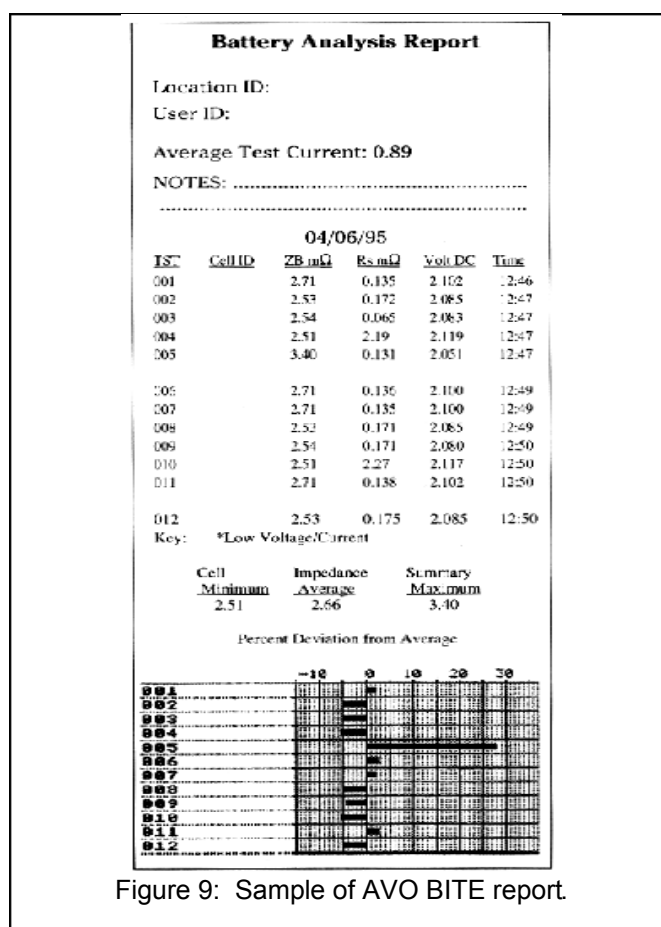 Battery Analysis Report
Location ID:
User ID:
Average Test Current: 0.89
NOTES:
04/06/95
TST Cell ID ZB mΩ Rs mΩ Volt DC Time
001 2.71 0.135 2.102 12:46
002 2.53 0.172 2.085 12:47
003 2.54 0.065 2.083 12:47
004 2.51 2.19 2.119 12:47
005 3.40 0.131 2.051 12:47
006 2.71 0.136 2.100 12:49
007 2.71 0.135 2.100 12:49
008 2.53 0.171 2.085 12:49
009 2.54 0.171 2.080 12:50
010 2.51 2.27 2.117 12:50
011 2.71 0.138 2.102 12:50
012 2.53 0.175 2.085 12:50
Key: *Low Voltage/Current
Cell Impedance Summary
Minimum Average Maximum
2.51 2.66 3.40
Percent Deviation from Average
-10 0 10 20 30
001
002
003
004
005
006
007
008
009
010
011
012
Figure 9: Sample of AVO BITE report.